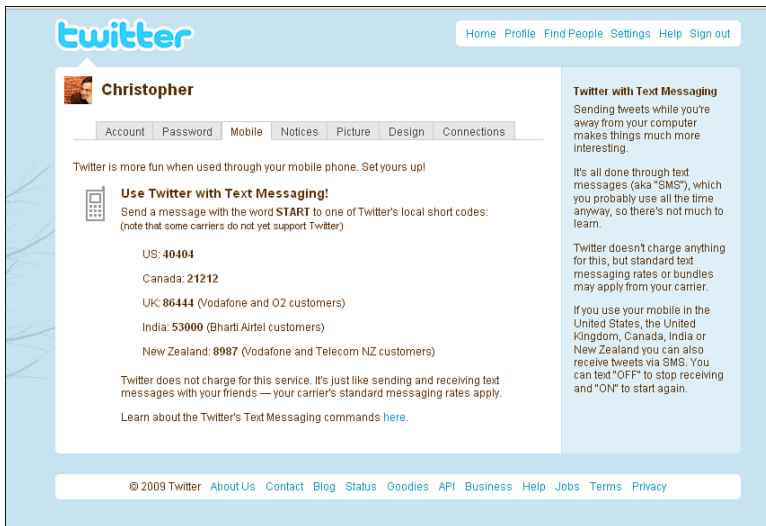 twitter
Home Profile Find People Settings Help Sign out
Christopher
Account Password Mobile Notices Picture Design Connections
Twitter is more fun when used through your mobile phone. Set yours up!
Use Twitter with Text Messaging!
Send a message with the word START to one of Twitter's local short codes:
(note that some carriers do not yet support Twitter)
US: 40404
Canada: 21212
UK: 86444 (Vodafone and O2 customers)
India: 53000 (Bharti Airtel customers)
New Zealand: 8987 (Vodafone and Telecom NZ customers)
Twitter does not charge for this service. It's just like sending and receiving text
messages with your friends — your carrier's standard messaging rates apply.
Learn about the Twitter's Text Messaging commands here.
Twitter with Text Messaging
Sending tweets while you're
away from your computer
makes things much more
interesting.
It's all done through text
messages (aka "SMS"), which
you probably use all the time
anyway, so there's not much to
learn.
Twitter doesn't charge anything
for this, but standard text
messaging rates or bundles
may apply from your carrier.
If you use your mobile in the
United States, the United
Kingdom, Canada, India or
New Zealand you can also
receive tweets via SMS. You
can text "OFF" to stop receiving
and "ON" to start again.
© 2009 Twitter About Us Contact Blog Status Goodies API Business Help Jobs Terms Privacy